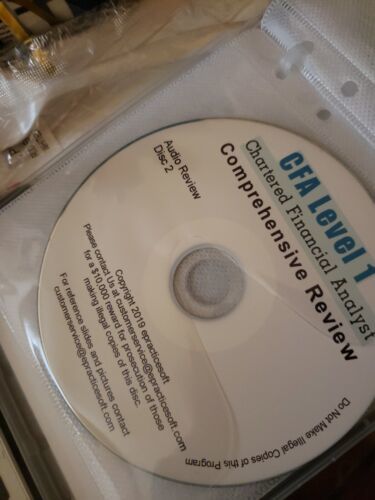 CFA Level 1
Chartered Financial Analyst
Comprehensive Review
Audio Review
Disc 2
Copyright 2019 epracticesoft
Please contact Us at customerservice@epracticesoft.com
for a $10,000 reward for prosecution of those
making illegal copies of this disc.
For reference slides and pictures contact
customerservice@epracticesoft.com
Do Not Make Illegal Copies of this Program